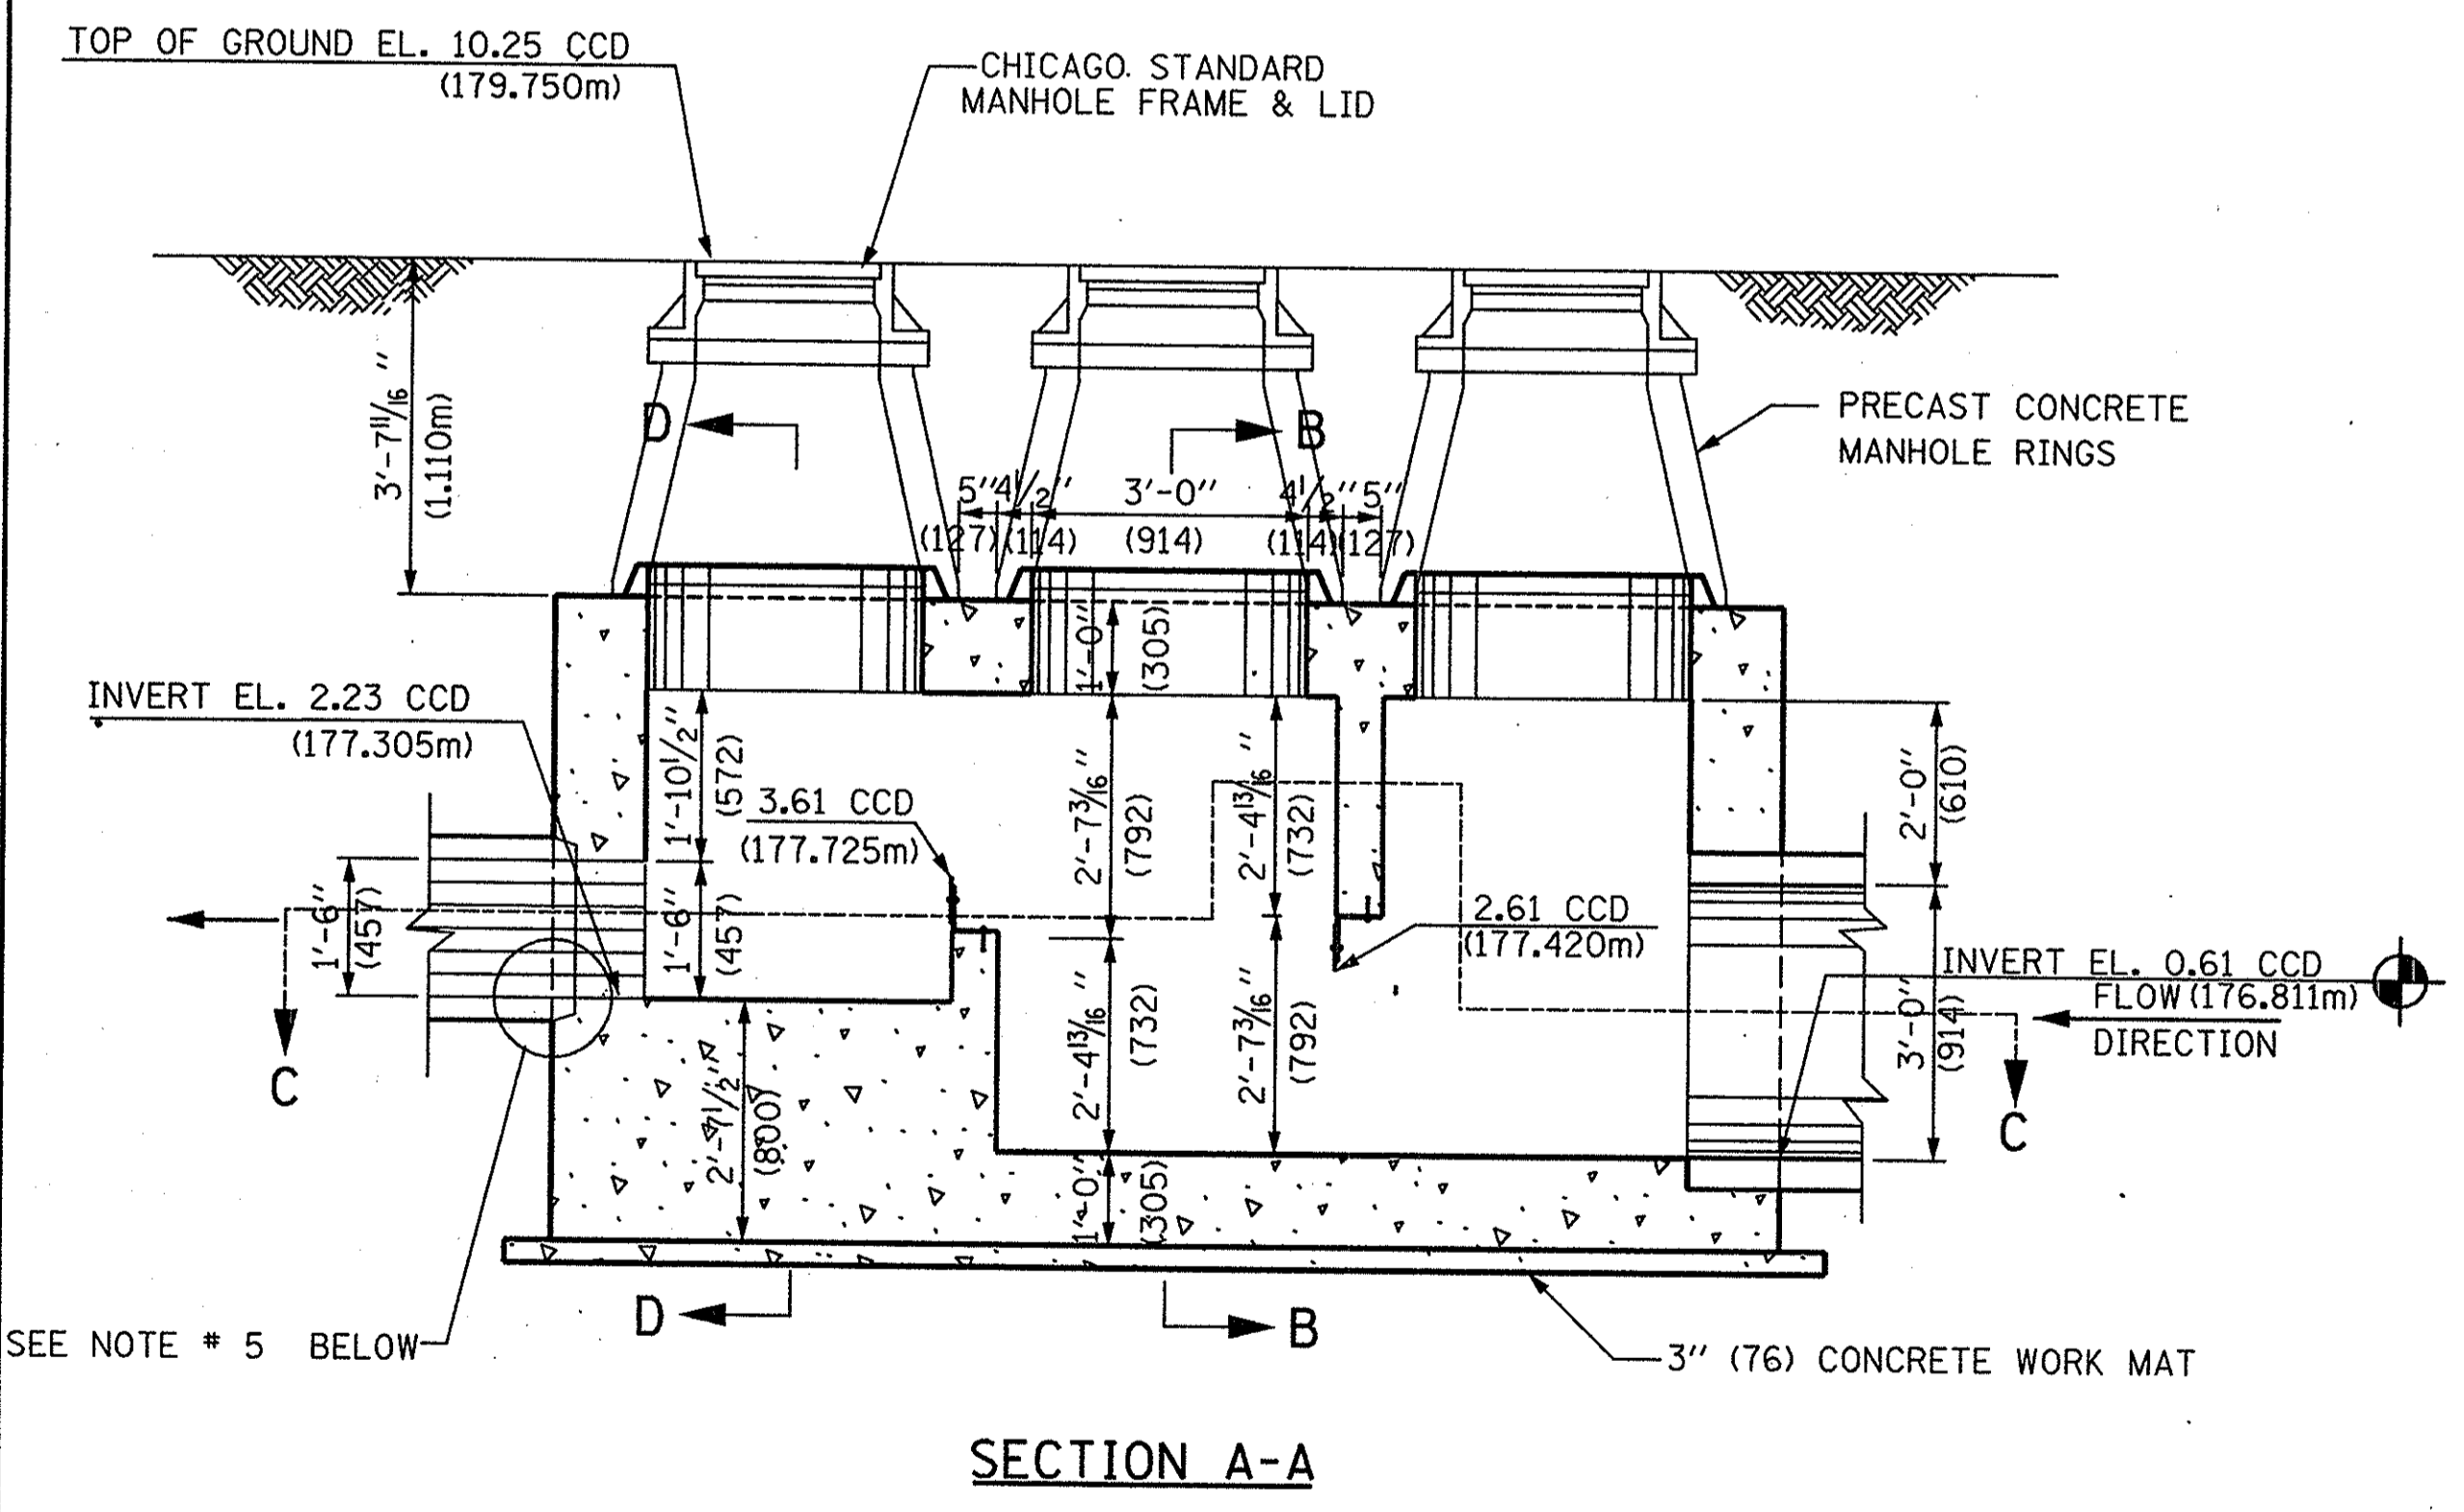 TOP OF GROUND EL. 10.25 CCD
(179.750m)
CHICAGO. STANDARD
MANHOLE FRAME & LID
3'-7 11/16 "
(1.110m)
D
B
PRECAST CONCRETE
MANHOLE RINGS
5" 4 1/2" 3'-0" 4 1/2" 5"
(127) (114) (914) (114) (127)
1'-0"
(305)
INVERT EL. 2.23 CCD
(177.305m)
1'-10 1/2"
(572)
3.61 CCD
(177.725m)
2'-7 3/16 "
(792)
2'-4 13/16 "
(732)
2'-0"
(610)
1'-6"
(457)
1'-6"
(457)
2.61 CCD
(177.420m)
INVERT EL. 0.61 CCD
FLOW (176.811m)
DIRECTION
3'-0"
(914)
C
2'-7 1/2"
(800)
2'-4 13/16 "
(732)
2'-7 3/16 "
(792)
C
1'-0"
(305)
D
B
SEE NOTE # 5 BELOW
3" (76) CONCRETE WORK MAT
SECTION A-A